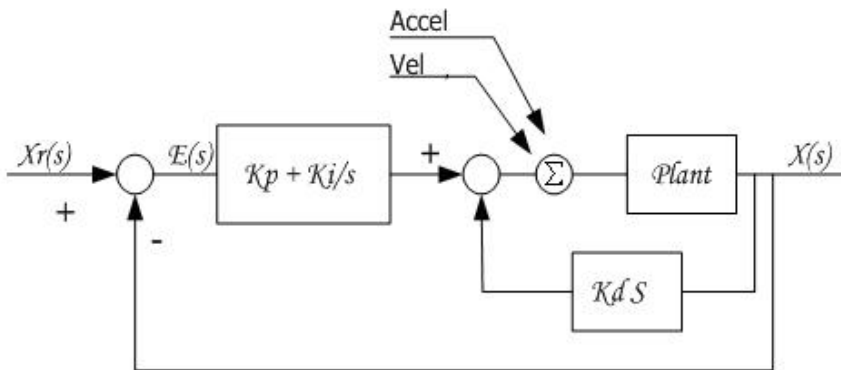 Accel
Vel
Xr(s)
E(s)
Kp + Ki/s
+
Σ
Plant
X(s)
+
-
Kd S